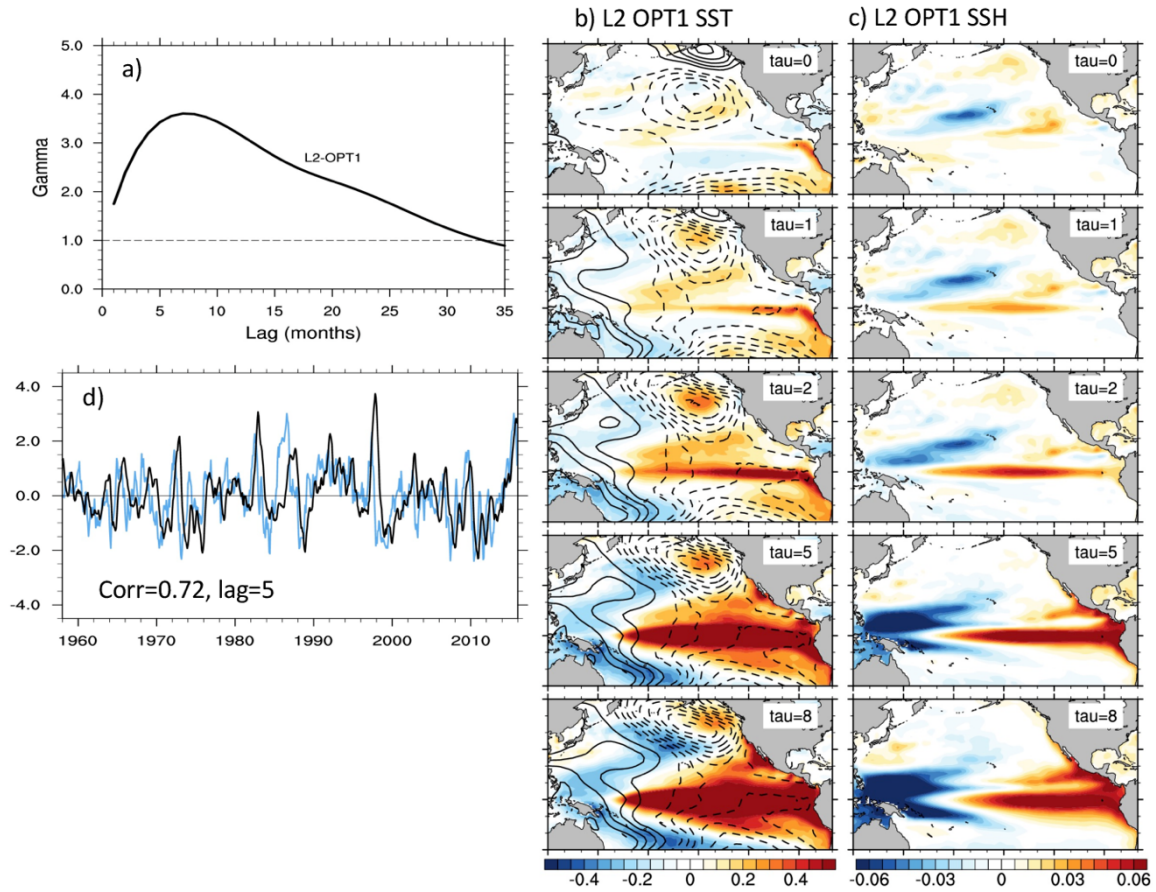 b) L2 OPT1 SST
c) L2 OPT1 SSH
a)
5.0
4.0
3.0
2.0
1.0
0.0
Gamma
L2-OPT1
0 5 10 15 20 25 30 35
Lag (months)
tau=0
tau=0
tau=1
tau=1
tau=2
tau=2
tau=5
tau=5
tau=8
tau=8
d)
4.0
2.0
0.0
-2.0
-4.0
Corr=0.72, lag=5
1960 1970 1980 1990 2000 2010
-0.4 -0.2 0 0.2 0.4
-0.06 -0.03 0 0.03 0.06